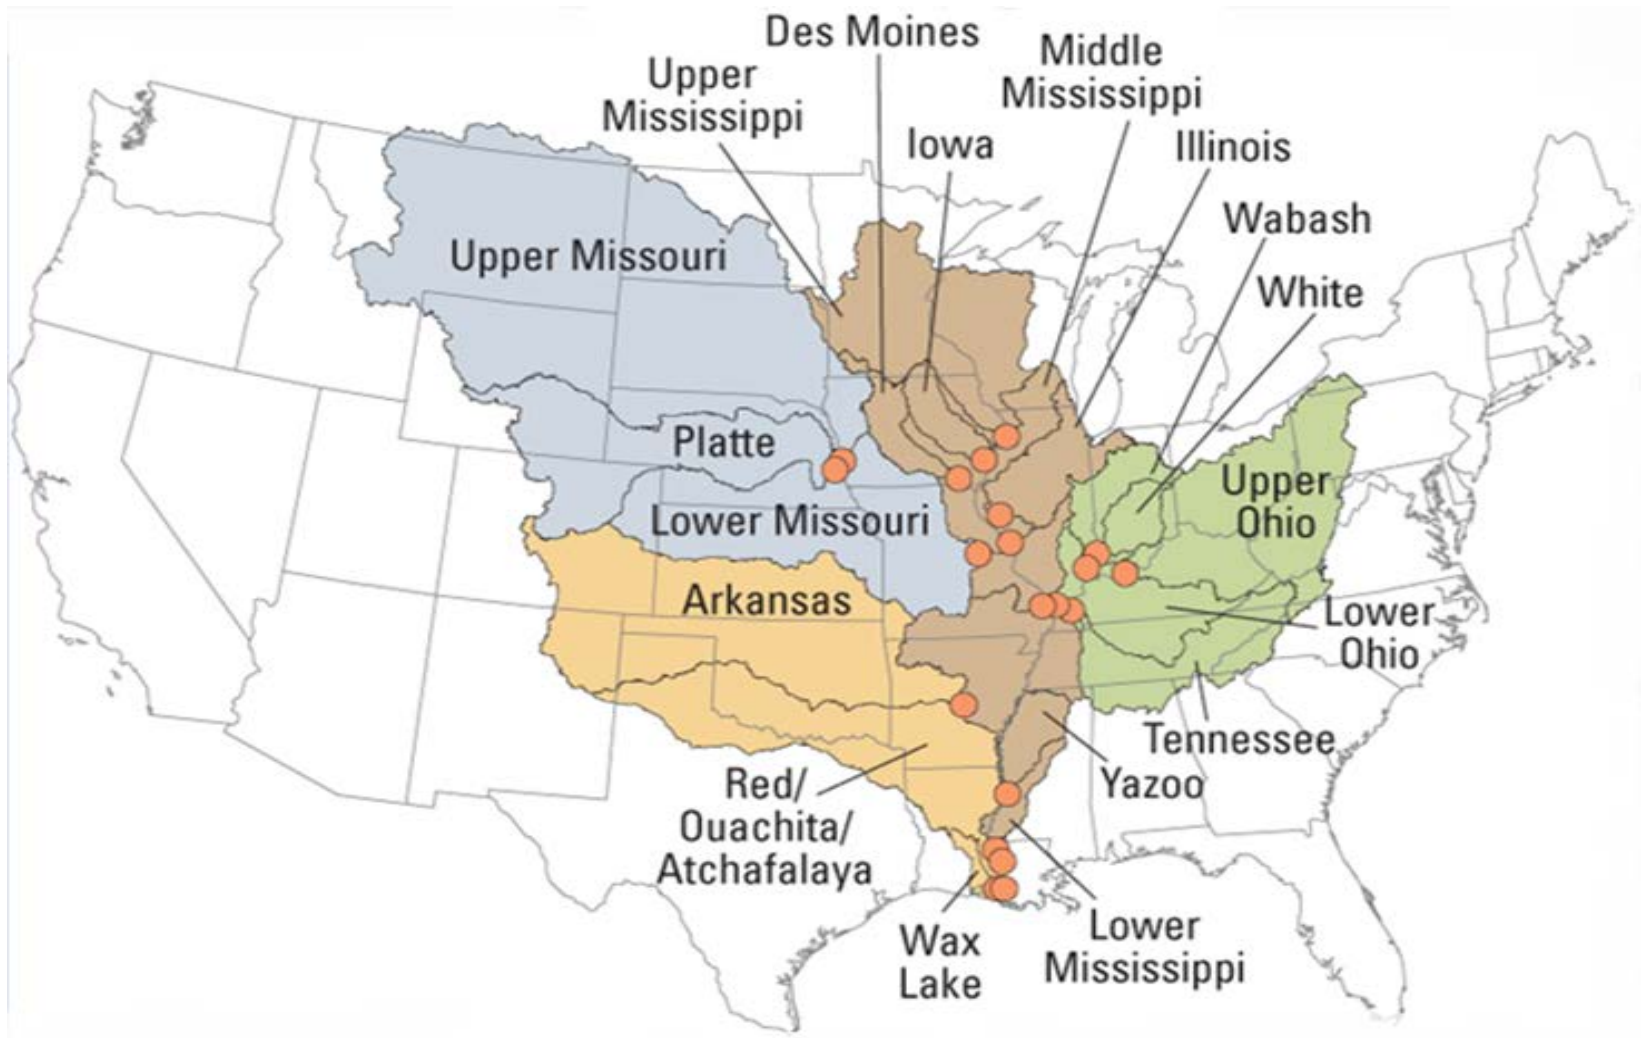 Des Moines
Middle
Mississippi
Upper
Mississippi
Iowa
Illinois
Wabash
White
Upper Missouri
Platte
Upper
Ohio
Lower Missouri
Arkansas
Lower
Ohio
Tennessee
Yazoo
Red/
Ouachita/
Atchafalaya
Wax
Lake
Lower
Mississippi